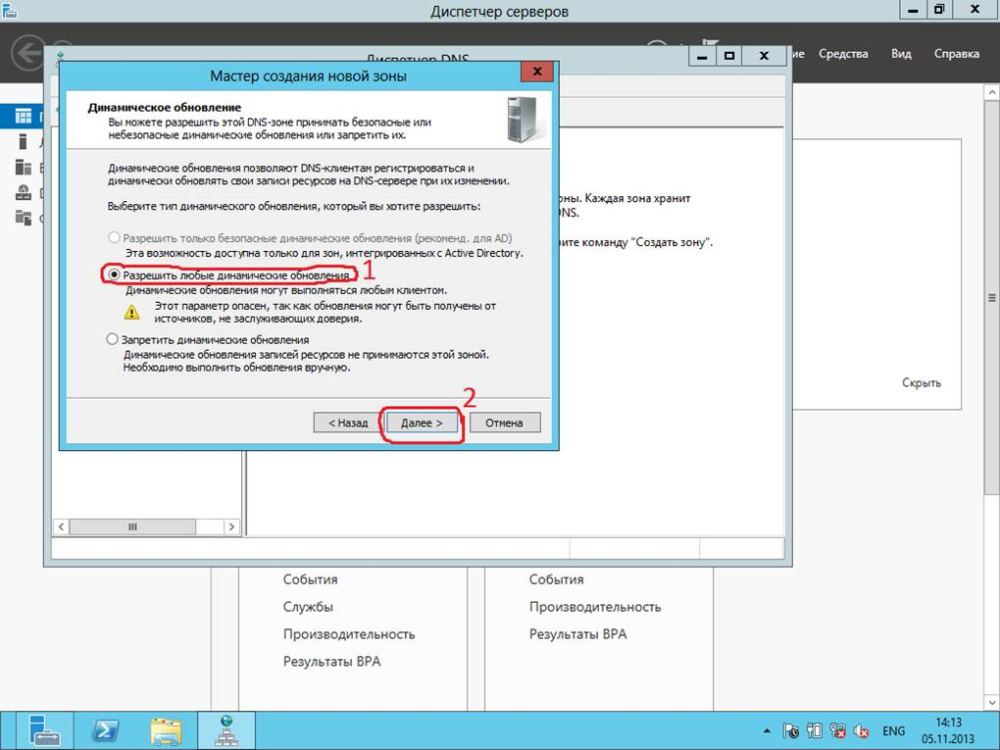 Диспетчер серверов
Средства
Вид
Справка
Диспетчер DNS
Мастер создания новой зоны
Динамическое обновление
Вы можете разрешить этой DNS-зоне принимать безопасные или
небезопасные динамические обновления или запретить их.
Динамические обновления позволяют DNS-клиентам регистрироваться и
динамически обновлять свои записи ресурсов на DNS-сервере при их изменении.
Выберите тип динамического обновления, который вы хотите разрешить:
Разрешить только безопасные динамические обновления (рекоменд. для AD)
Эта возможность доступна только для зон, интегрированных с Active Directory.
Разрешить любые динамические обновления
1
Динамические обновления могут выполняться любым клиентом.
Этот параметр опасен, так как обновления могут быть получены от
источников, не заслуживающих доверия.
Запретить динамические обновления
Динамические обновления записей ресурсов не принимаются этой зоной.
Необходимо выполнить обновления вручную.
2
< Назад
Далее >
Отмена
Каждая зона хранит
команду "Создать зону".
Скрыть
События
Службы
Производительность
Результаты BPA
События
Производительность
Результаты BPA
ENG
14:13
05.11.2013